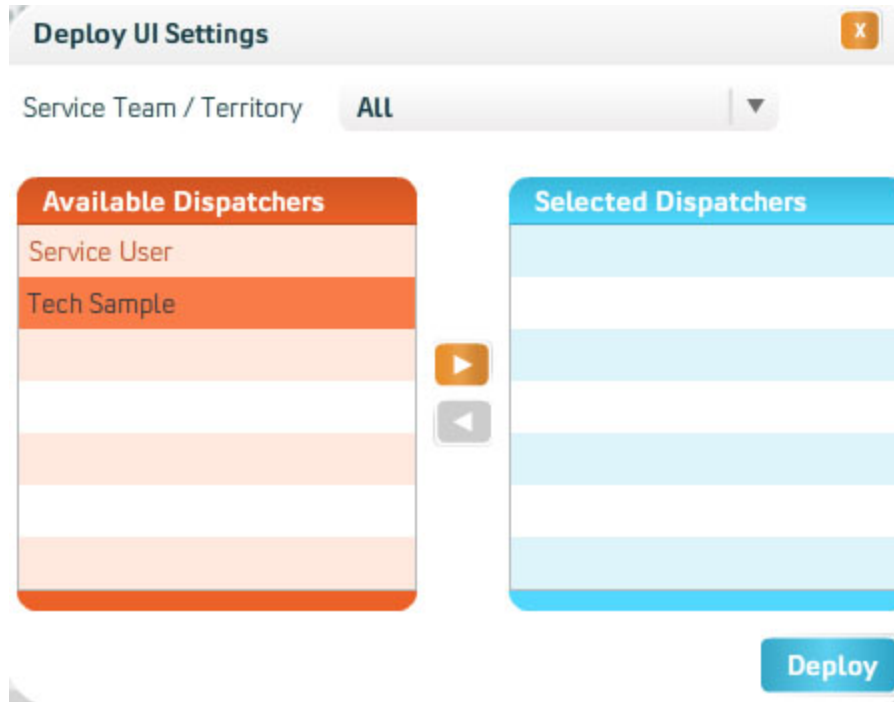 Deploy UI Settings
x
Service Team / Territory All
Available Dispatchers
Service User
Tech Sample
Selected Dispatchers
Deploy